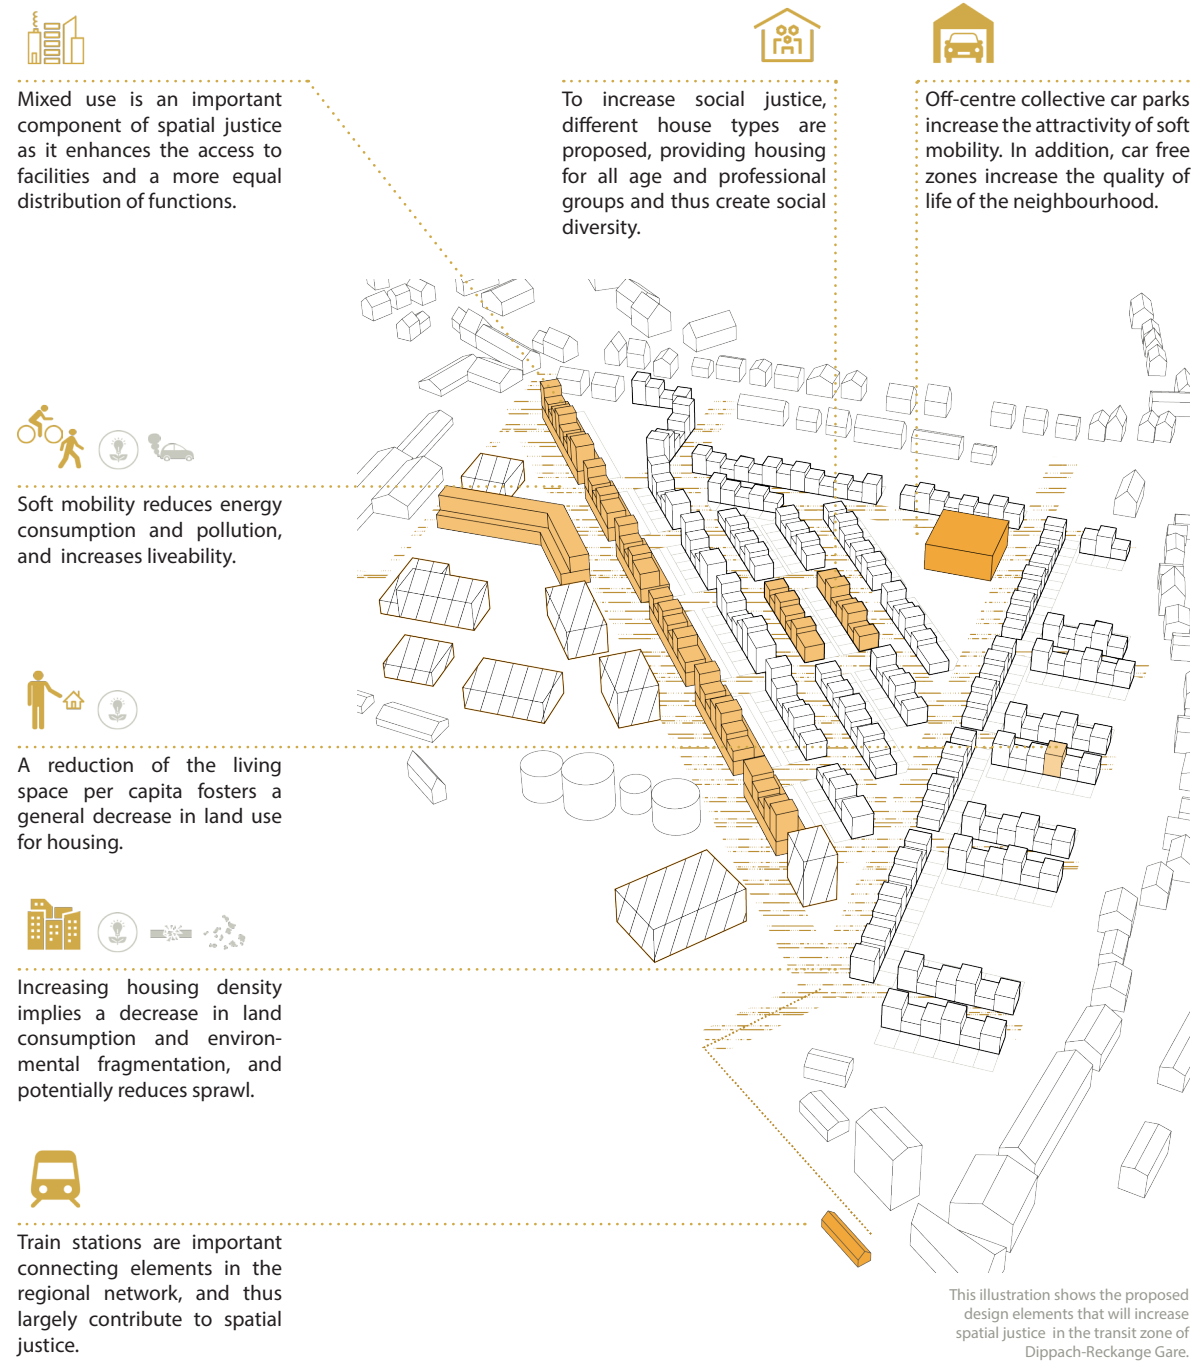 Mixed use is an important
component of spatial justice
as it enhances the access to
facilities and a more equal
distribution of functions.
To increase social justice,
different house types are
proposed, providing housing
for all age and professional
groups and thus create social
diversity.
Off-centre collective car parks
increase the attractivity of soft
mobility. In addition, car free
zones increase the quality of
life of the neighbourhood.
Soft mobility reduces energy
consumption and pollution,
and increases liveability.
A reduction of the living
space per capita fosters a
general decrease in land use
for housing.
Increasing housing density
implies a decrease in land
consumption and environ-
mental fragmentation, and
potentially reduces sprawl.
Train stations are important
connecting elements in the
regional network, and thus
largely contribute to spatial
justice.
This illustration shows the proposed
design elements that will increase
spatial justice in the transit zone of
Dippach-Reckange Gare.